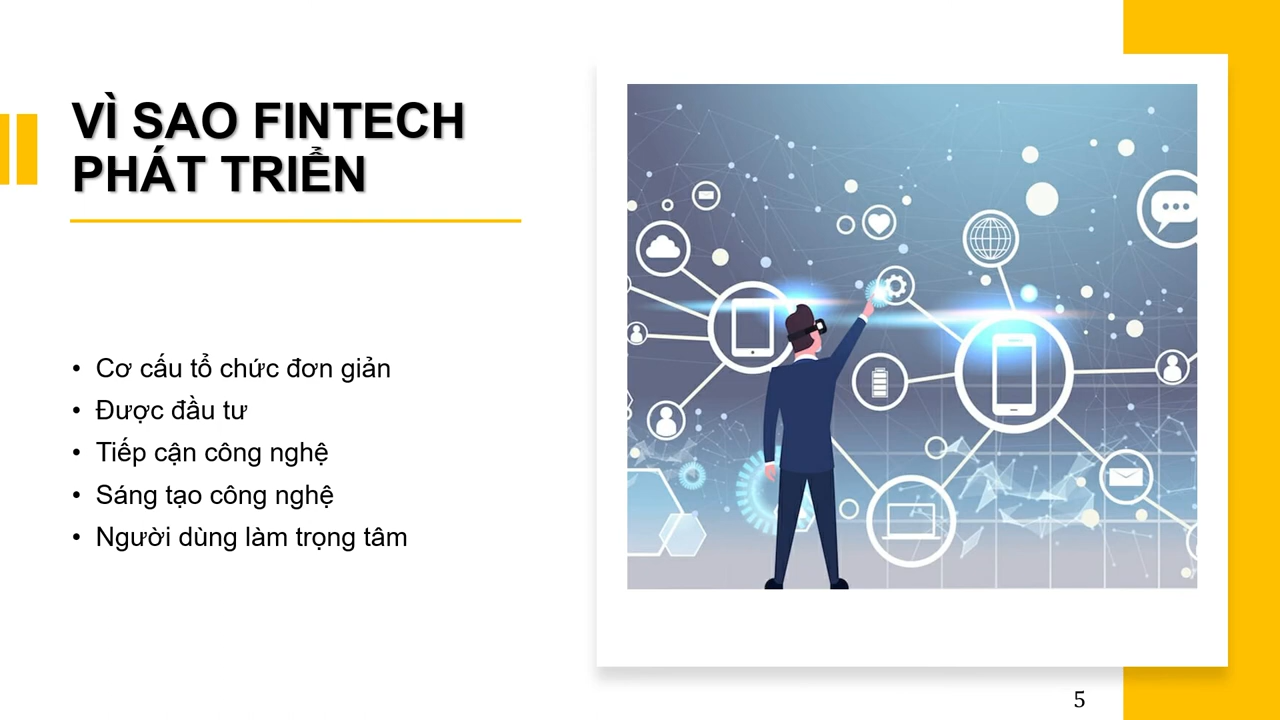 VÌ SAO FINTECH
PHÁT TRIỂN
• Cơ cấu tổ chức đơn giản
• Được đầu tư
• Tiếp cận công nghệ
• Sáng tạo công nghệ
• Người dùng làm trọng tâm
5